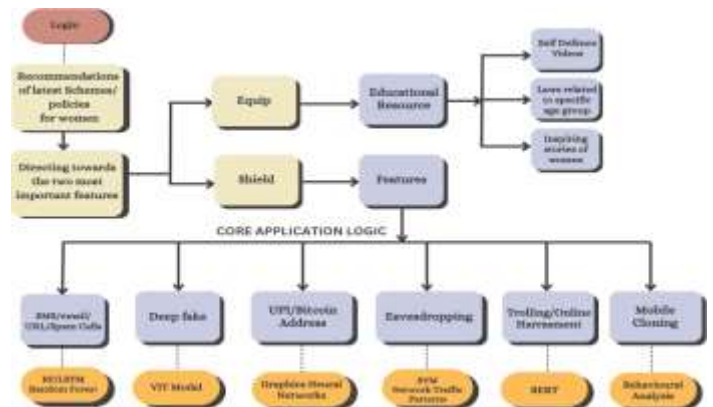 Login
Recommendations
of latest Schemes/
policies
for women
Directing towards
the two most
important features
Equip
Shield
Educational
Resource
Features
Self Defence
Videos
Laws related
to specific
age group
Inspiring
stories of
women
CORE APPLICATION LOGIC
SMS/email/
URL/Spam Calls
Deep fake
UPI/Bitcoin
Address
Eavesdropping
Trolling/Online
Harassment
Mobile
Cloning
Random Forest
VIT Model
Neural
Networks
SVM
Network Traffic
Patterns
BERT
Behavioural
Analysis